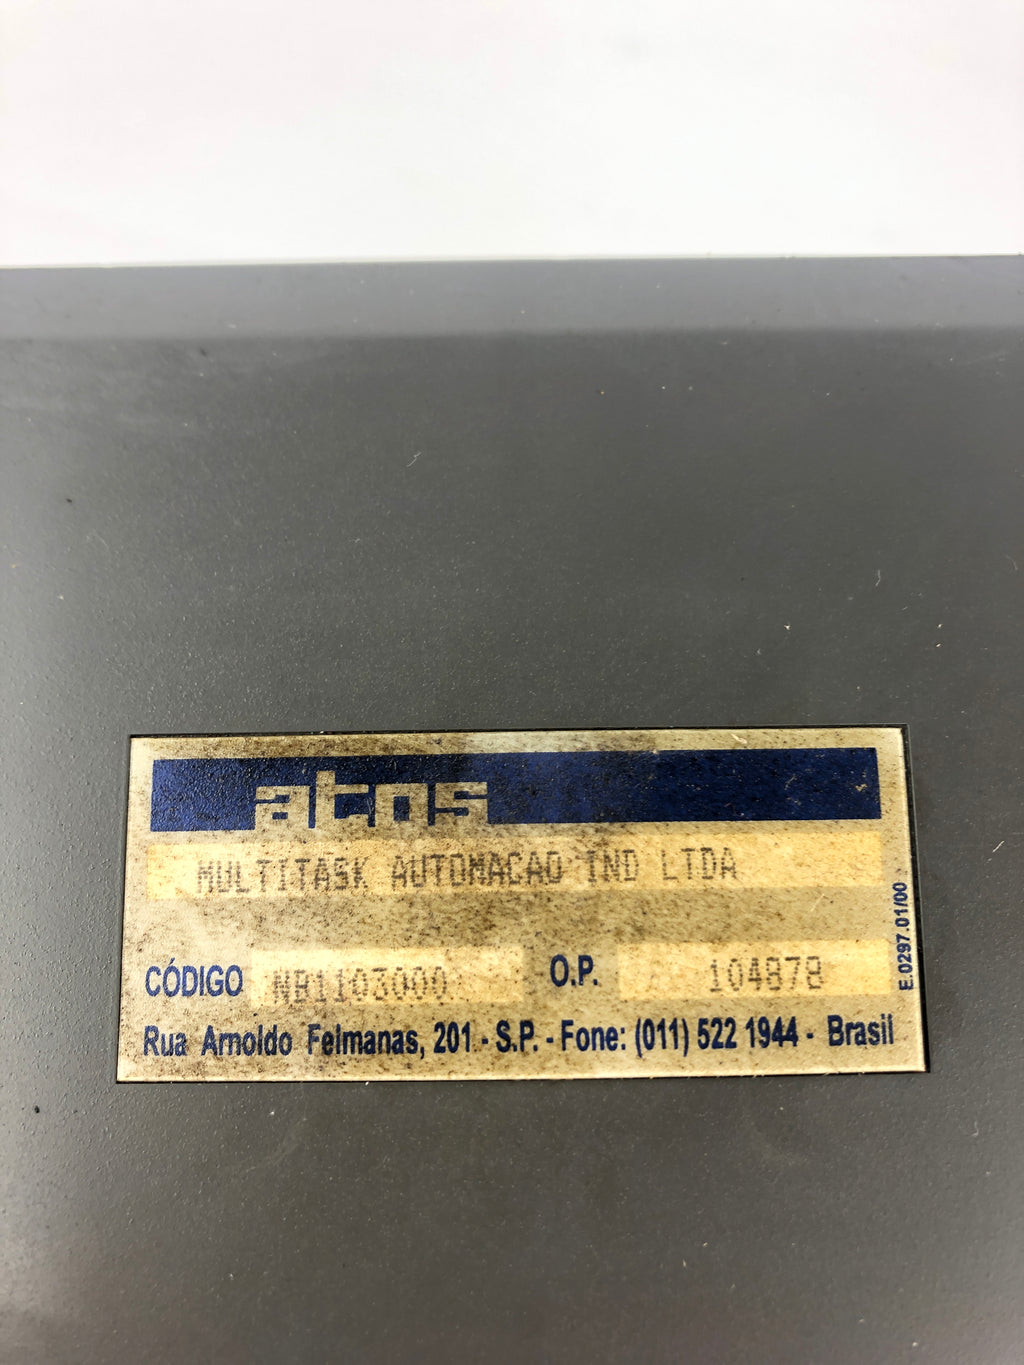 atos
MULTITASK AUTOMACAO IND LTDA
CÓDIGO NB1103000 O.P. 104878
Rua Arnoldo Felmanas, 201 - S.P. - Fone: (011) 522 1944 - Brasil
E.0297.01/00